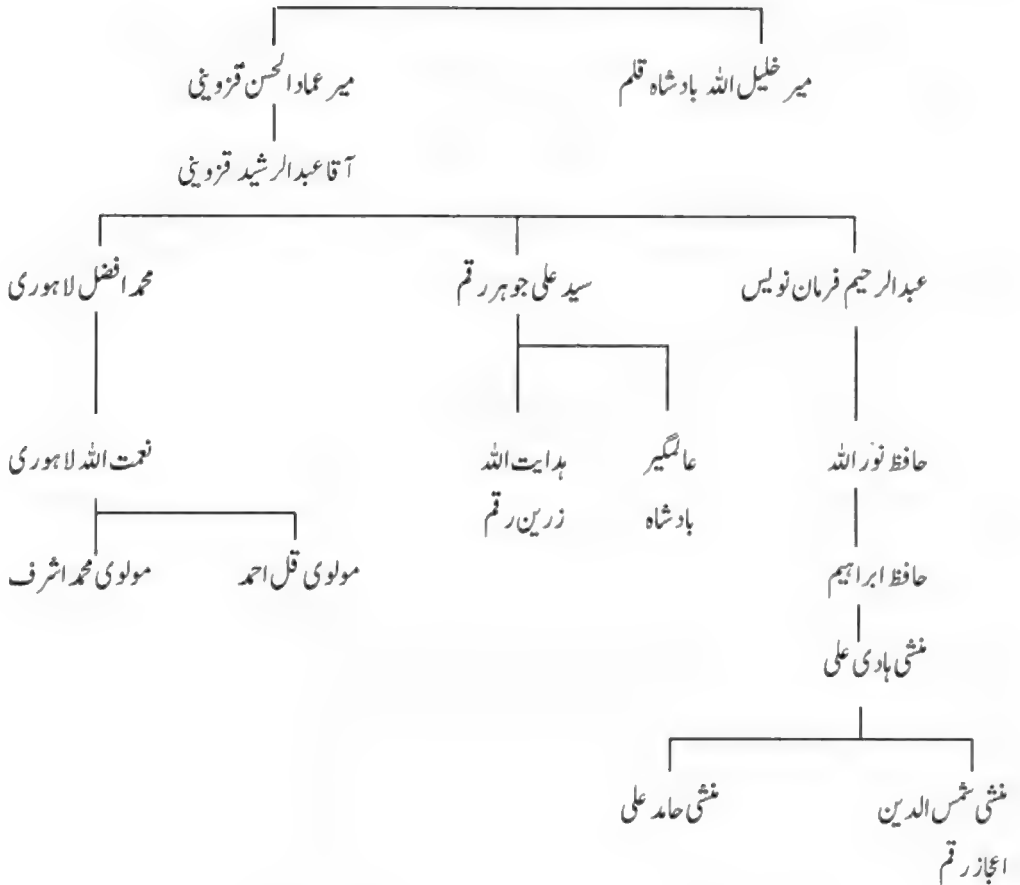 میر خلیل اللہ بادشاہ قلم
میر عماد الحسن قزوینی
آقا عبدالرشید قزوینی
عبدالرحیم فرمان نویس
سید علی جوہر رقم
محمد افضل لاہوری
حافظ نور اللہ
عالمگیر
بادشاہ
ہدایت اللہ
زرین رقم
نعمت اللہ لاہوری
حافظ ابراہیم
مولوی قل احمد
مولوی محمد اشرف
منشی ہادی علی
منشی شمس الدین
اعجاز رقم
منشی حامد علی